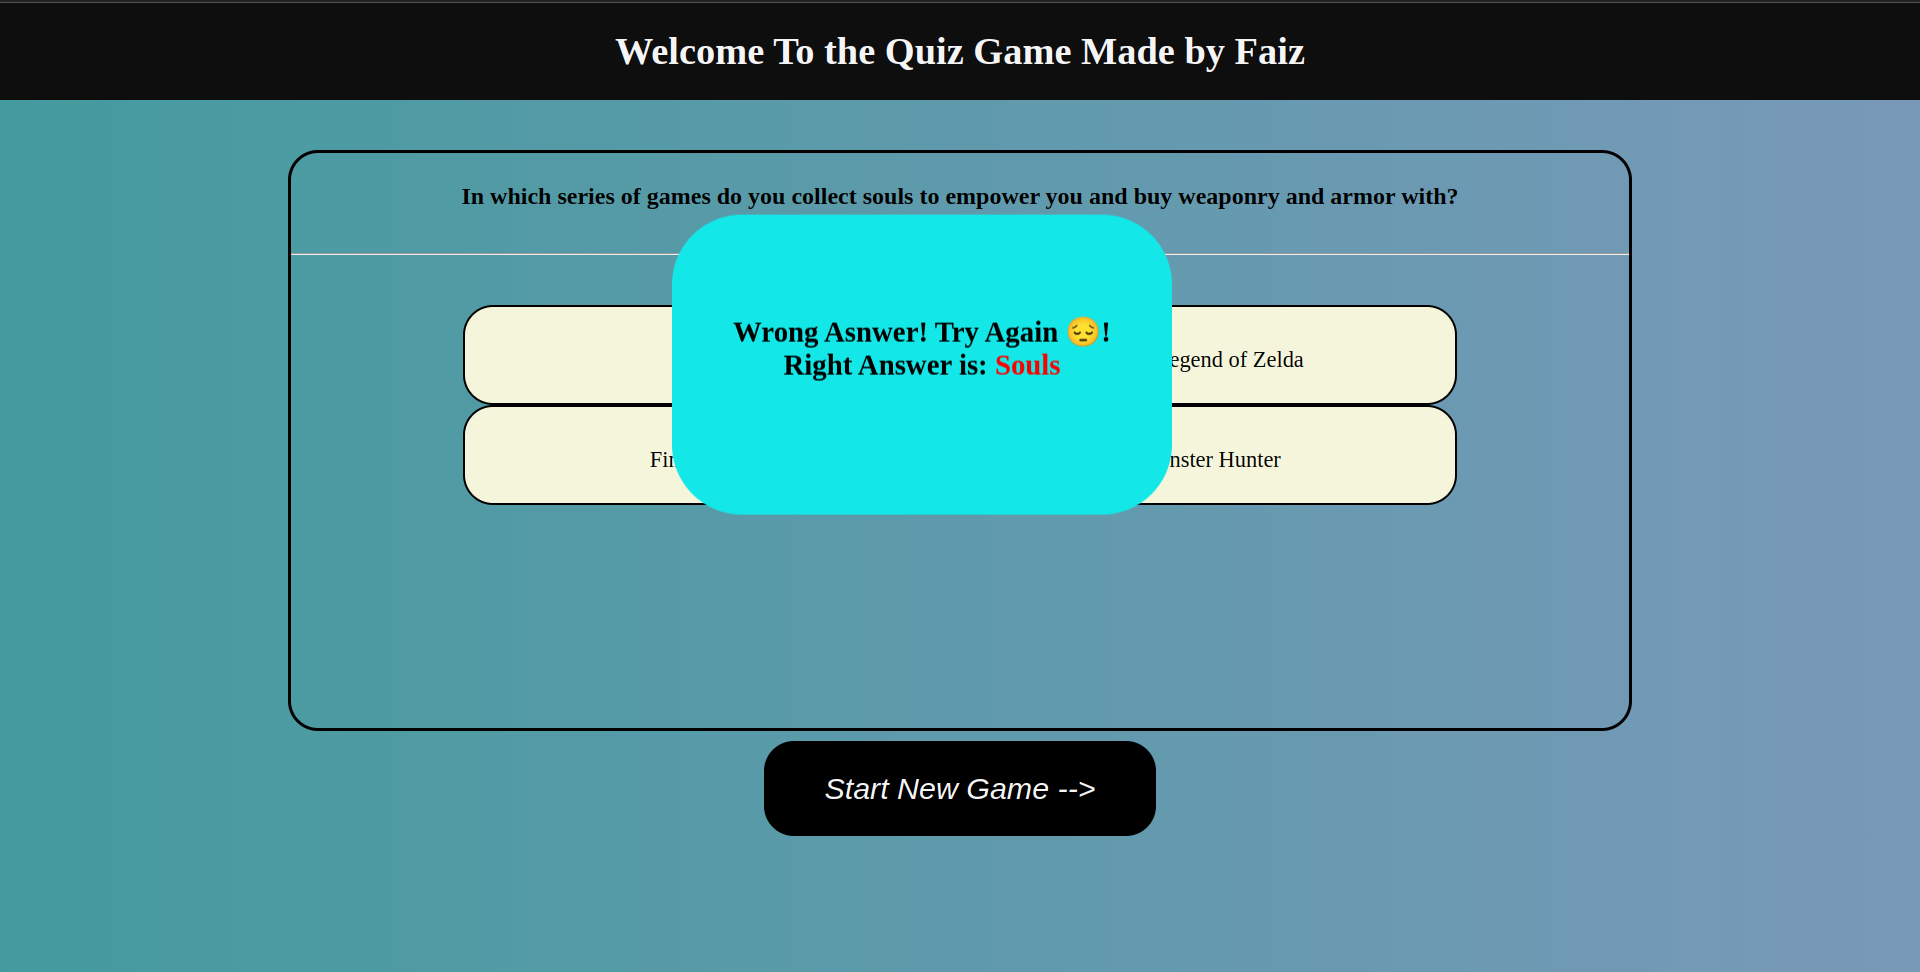 Welcome To the Quiz Game Made by Faiz
In which series of games do you collect souls to empower you and buy weaponry and armor with?
Wrong Asnwer! Try Again 😔!
Right Answer is: Souls
egend of Zelda
Fir
nster Hunter
Start New Game -->